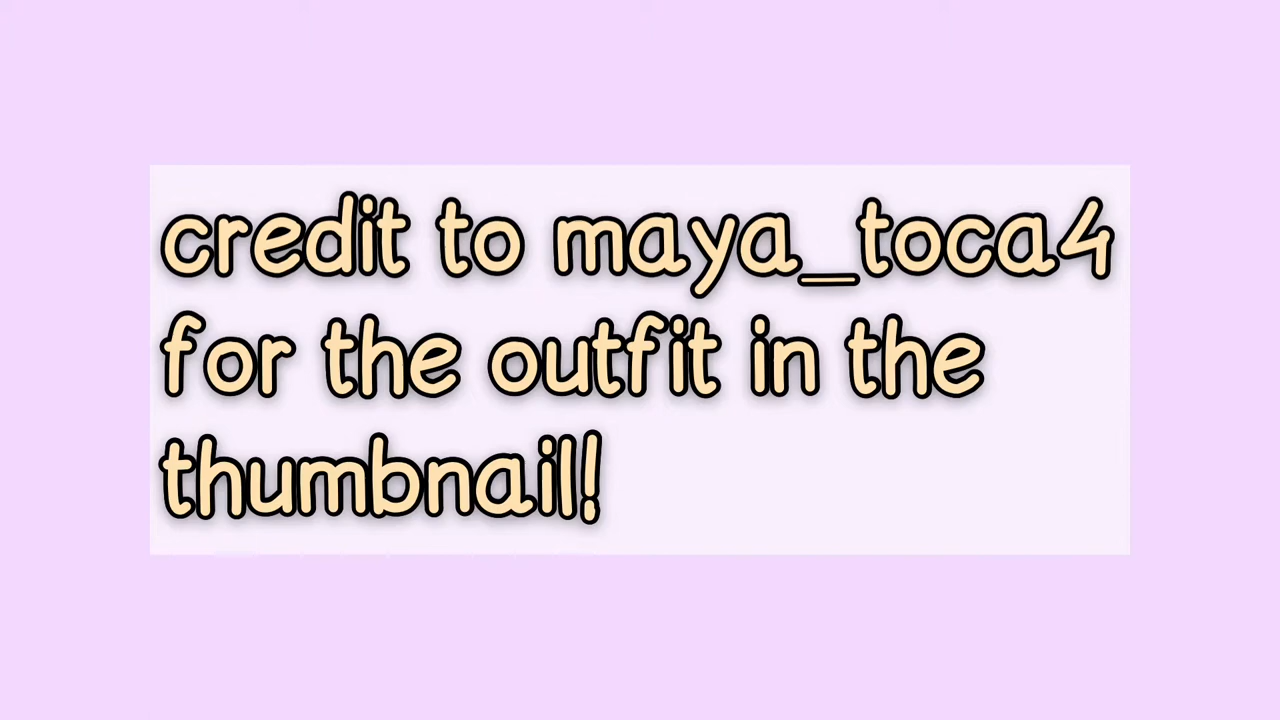 credit to maya_toca4
for the outfit in the
thumbnail!